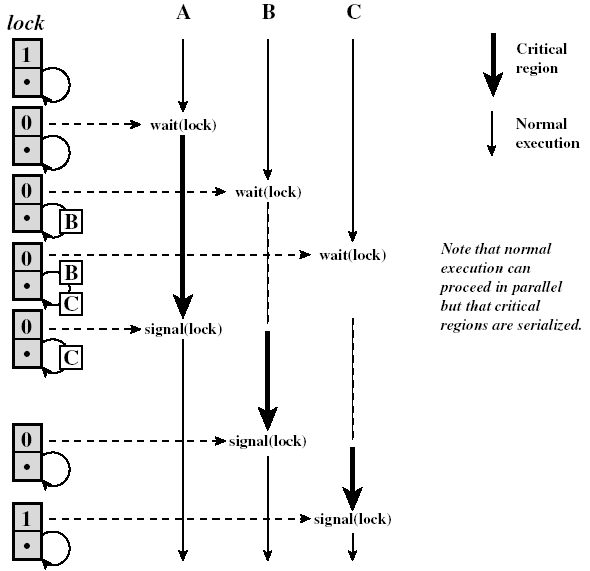 A B C
lock
1
Critical
region
0 wait(lock)
Normal
execution
0 wait(lock)
B
0 wait(lock)
B
C
Note that normal
execution can
proceed in parallel
but that critical
regions are serialized.
0 signal(lock)
C
0 signal(lock)
1 signal(lock)